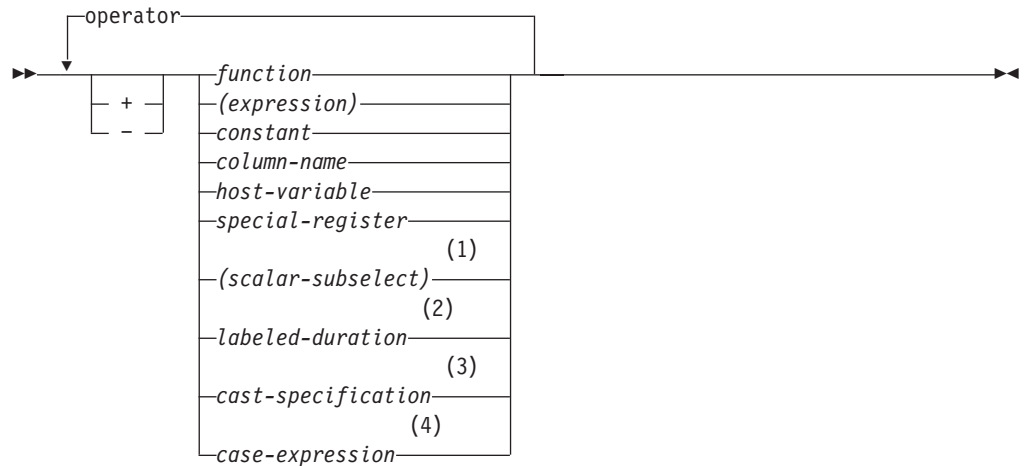 operator
function
+ (expression)
− constant
column-name
host-variable
special-register
(1)
(scalar-subselect)
(2)
labeled-duration
(3)
cast-specification
(4)
case-expression